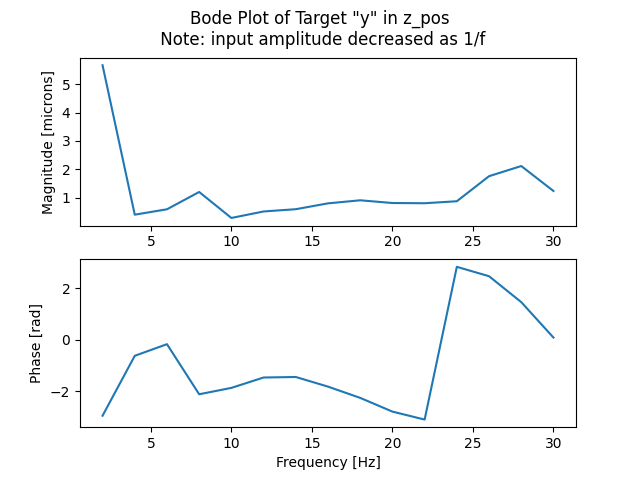 Bode Plot of Target "y" in z_pos
Note: input amplitude decreased as 1/f
Magnitude [microns]
5
4
3
2
1
5 10 15 20 25 30
Phase [rad]
2
0
−2
5 10 15 20 25 30
Frequency [Hz]